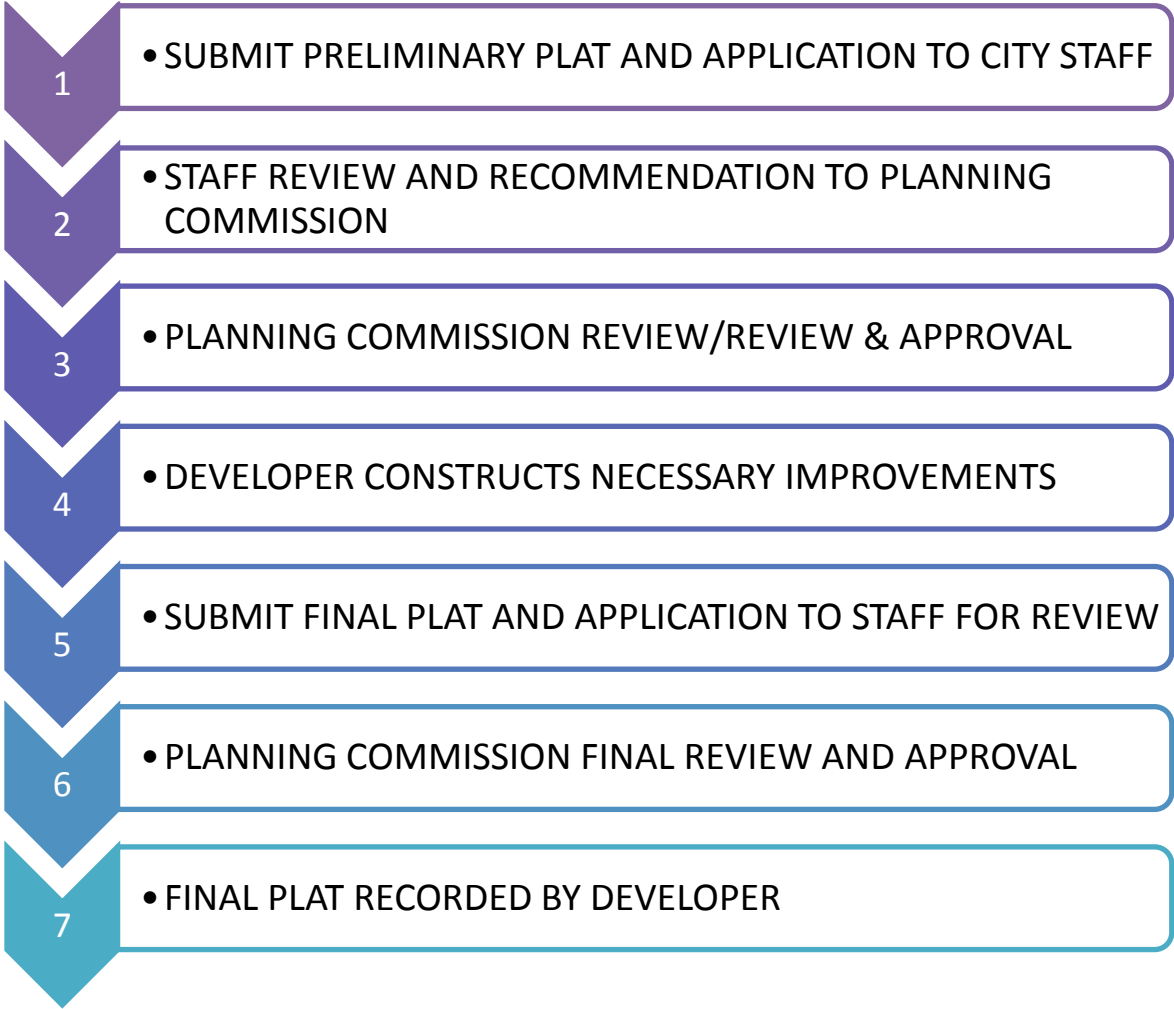 1
• SUBMIT PRELIMINARY PLAT AND APPLICATION TO CITY STAFF
2
• STAFF REVIEW AND RECOMMENDATION TO PLANNING
COMMISSION
3
• PLANNING COMMISSION REVIEW/REVIEW & APPROVAL
4
• DEVELOPER CONSTRUCTS NECESSARY IMPROVEMENTS
5
• SUBMIT FINAL PLAT AND APPLICATION TO STAFF FOR REVIEW
6
• PLANNING COMMISSION FINAL REVIEW AND APPROVAL
7
• FINAL PLAT RECORDED BY DEVELOPER